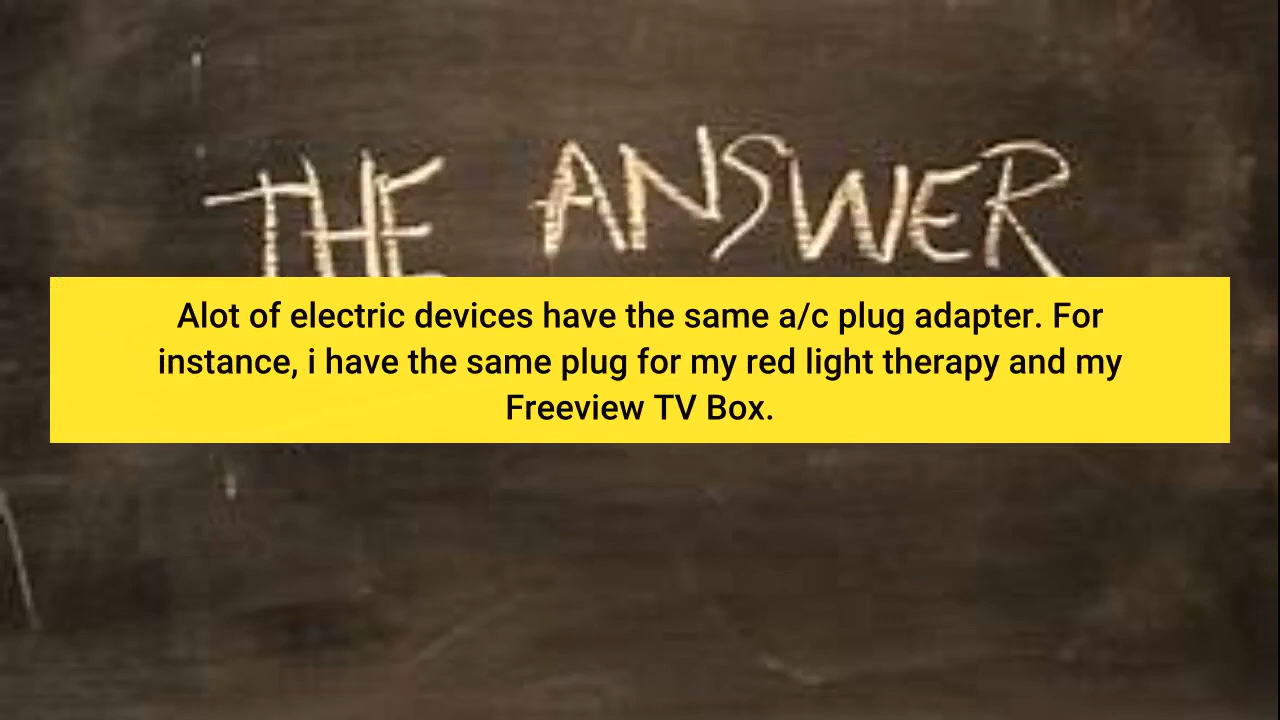 THE ANSWER
Alot of electric devices have the same a/c plug adapter. For
instance, i have the same plug for my red light therapy and my
Freeview TV Box.